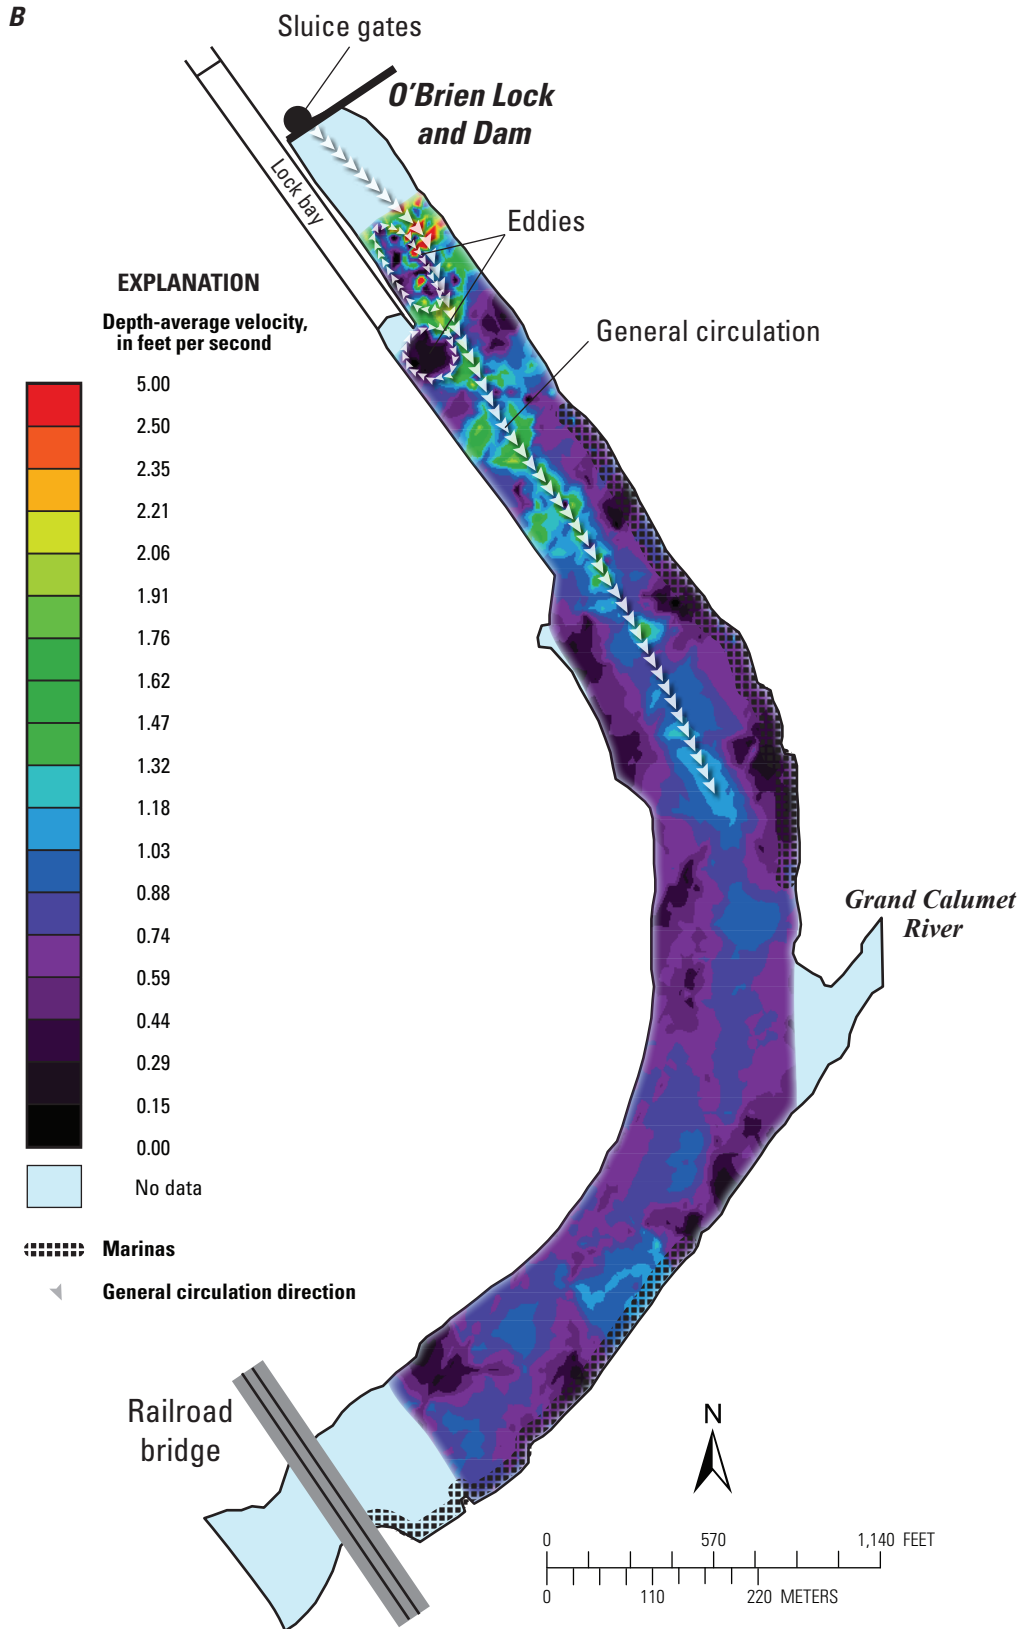 B
Sluice gates
O'Brien Lock
and Dam
Lock bay
Eddies
General circulation
EXPLANATION
Depth-average velocity,
in feet per second
5.00
2.50
2.35
2.21
2.06
1.91
1.76
1.62
1.47
1.32
1.18
1.03
0.88
0.74
0.59
0.44
0.29
0.15
0.00
No data
Marinas
General circulation direction
Grand Calumet
River
Railroad
bridge
N
0 570 1,140 FEET
0 110 220 METERS